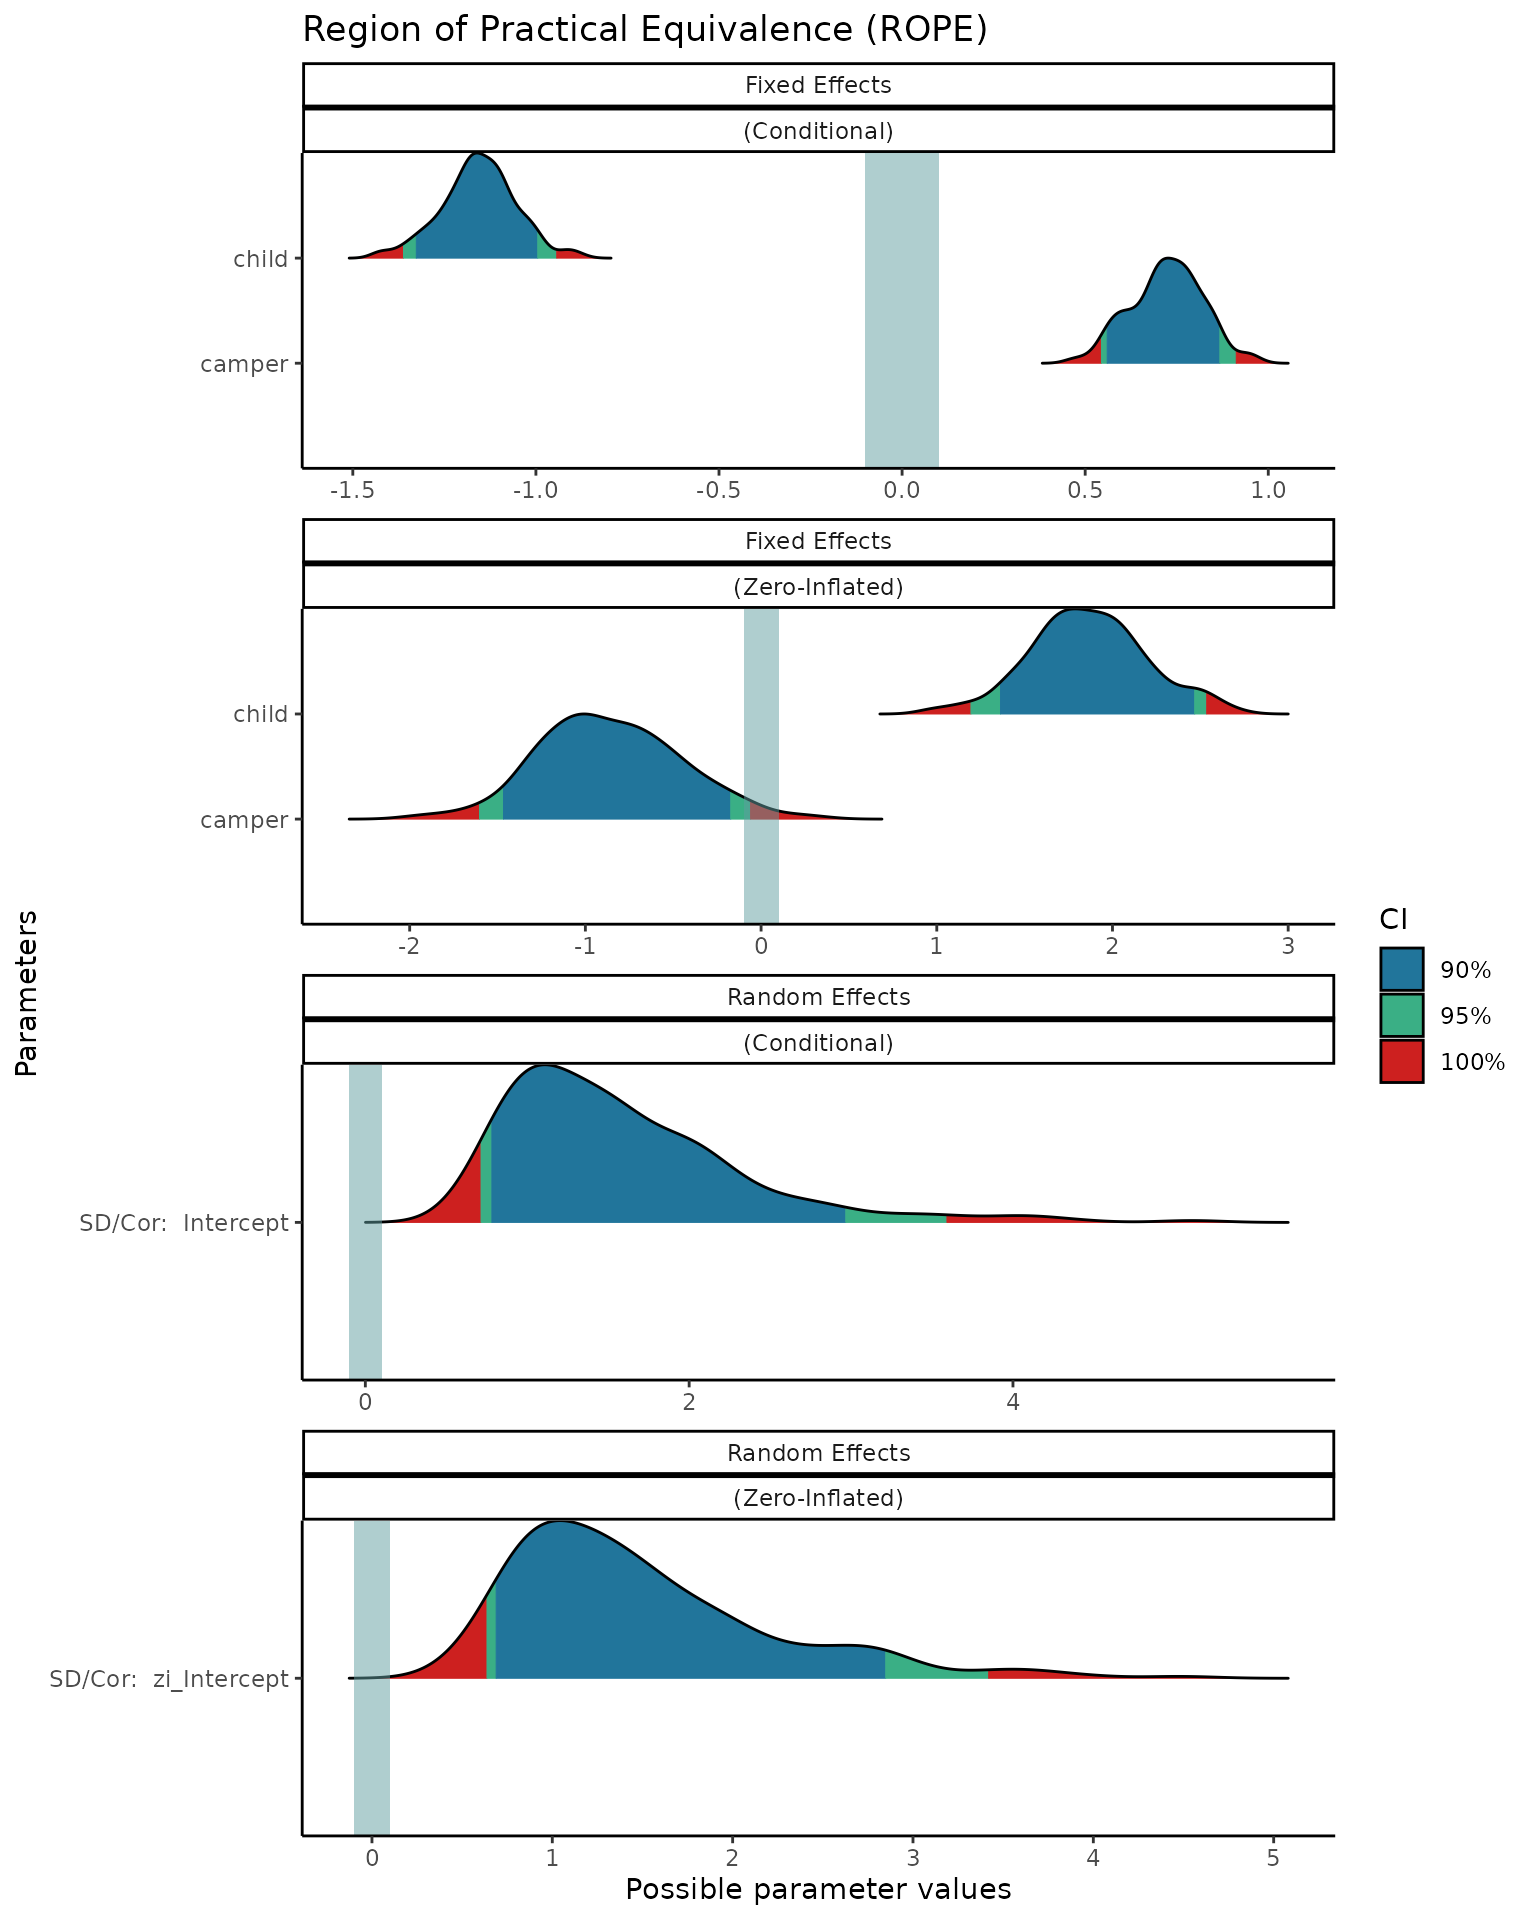 Region of Practical Equivalence (ROPE)
Fixed Effects
(Conditional)
child
camper
-1.5 -1.0 -0.5 0.0 0.5 1.0
Fixed Effects
(Zero-Inflated)
child
camper
-2 -1 0 1 2 3
Parameters
CI
90%
95%
100%
Random Effects
(Conditional)
SD/Cor: Intercept
0 2 4
Random Effects
(Zero-Inflated)
SD/Cor: zi_Intercept
0 1 2 3 4 5
Possible parameter values